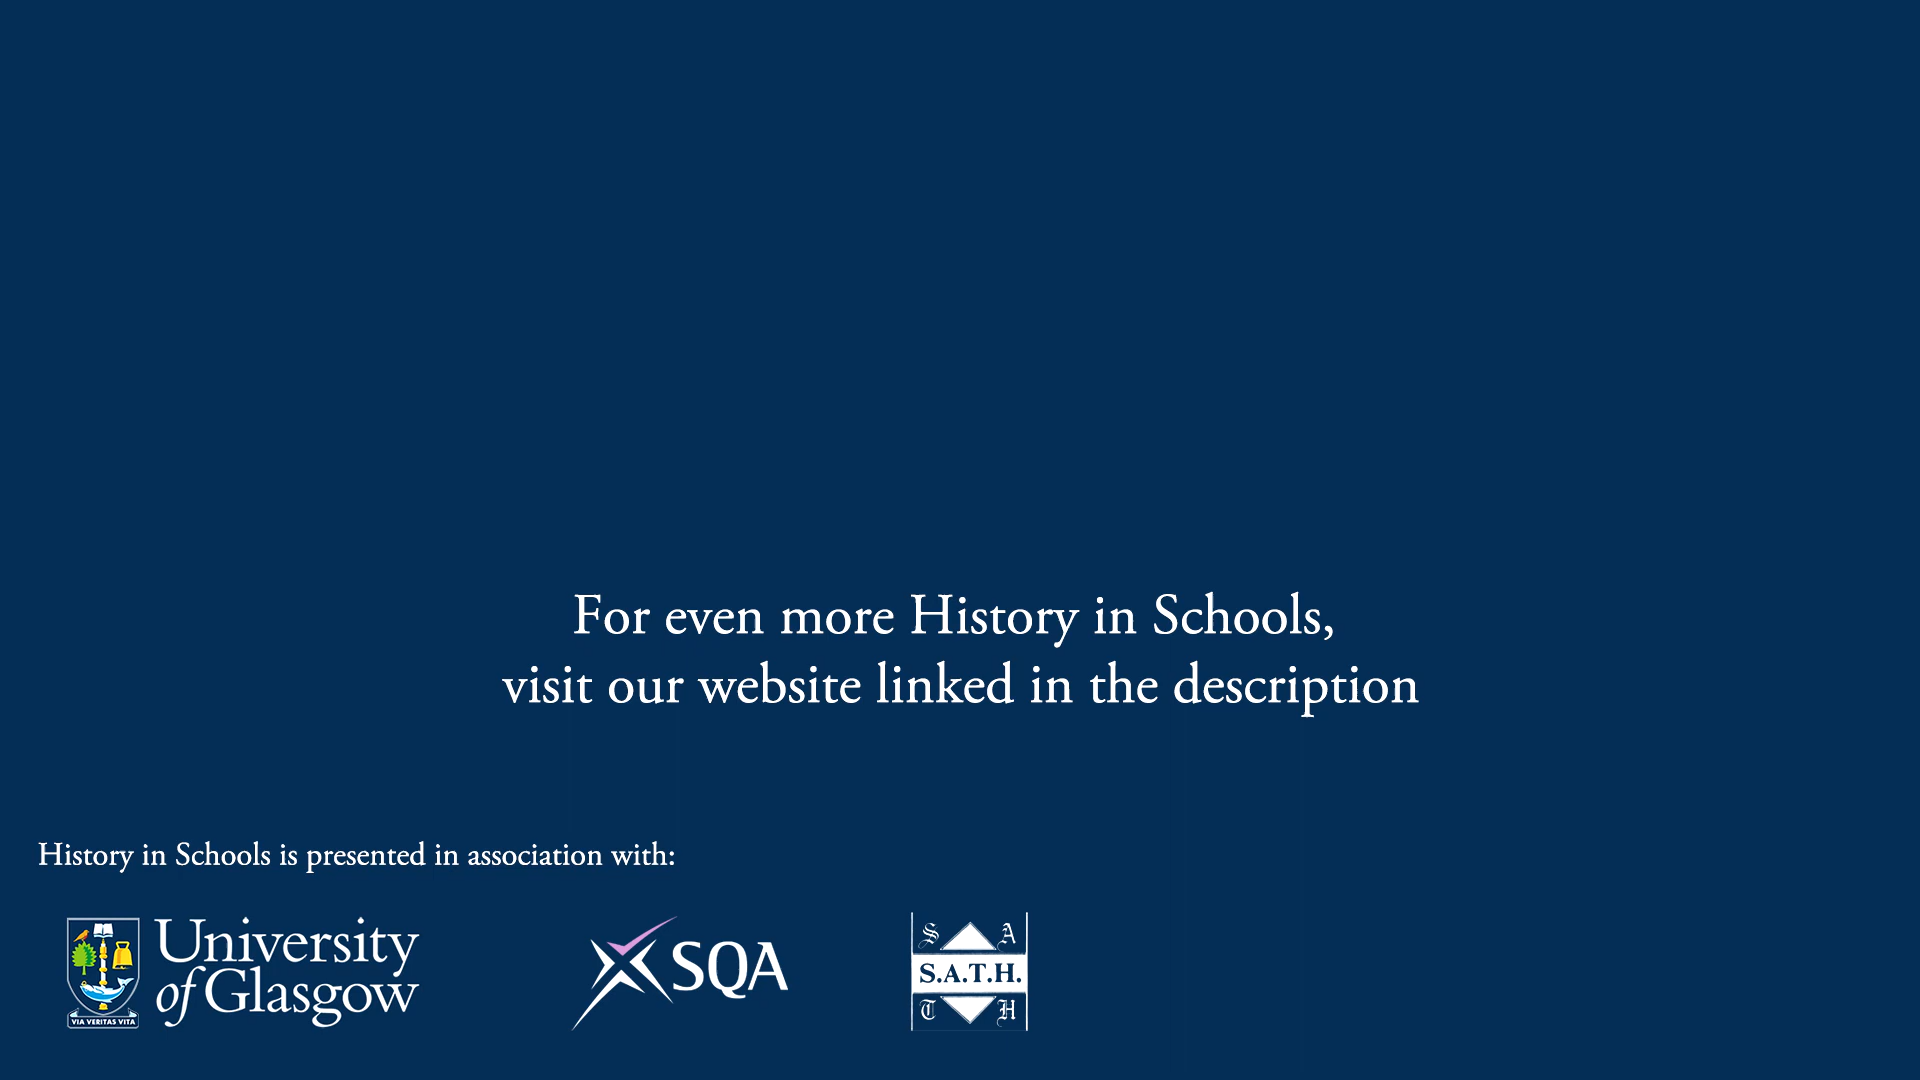 For even more History in Schools,
visit our website linked in the description
History in Schools is presented in association with:
University
of Glasgow
VIA VERITAS VITA
SQA
S A
S.A.T.H.
T H